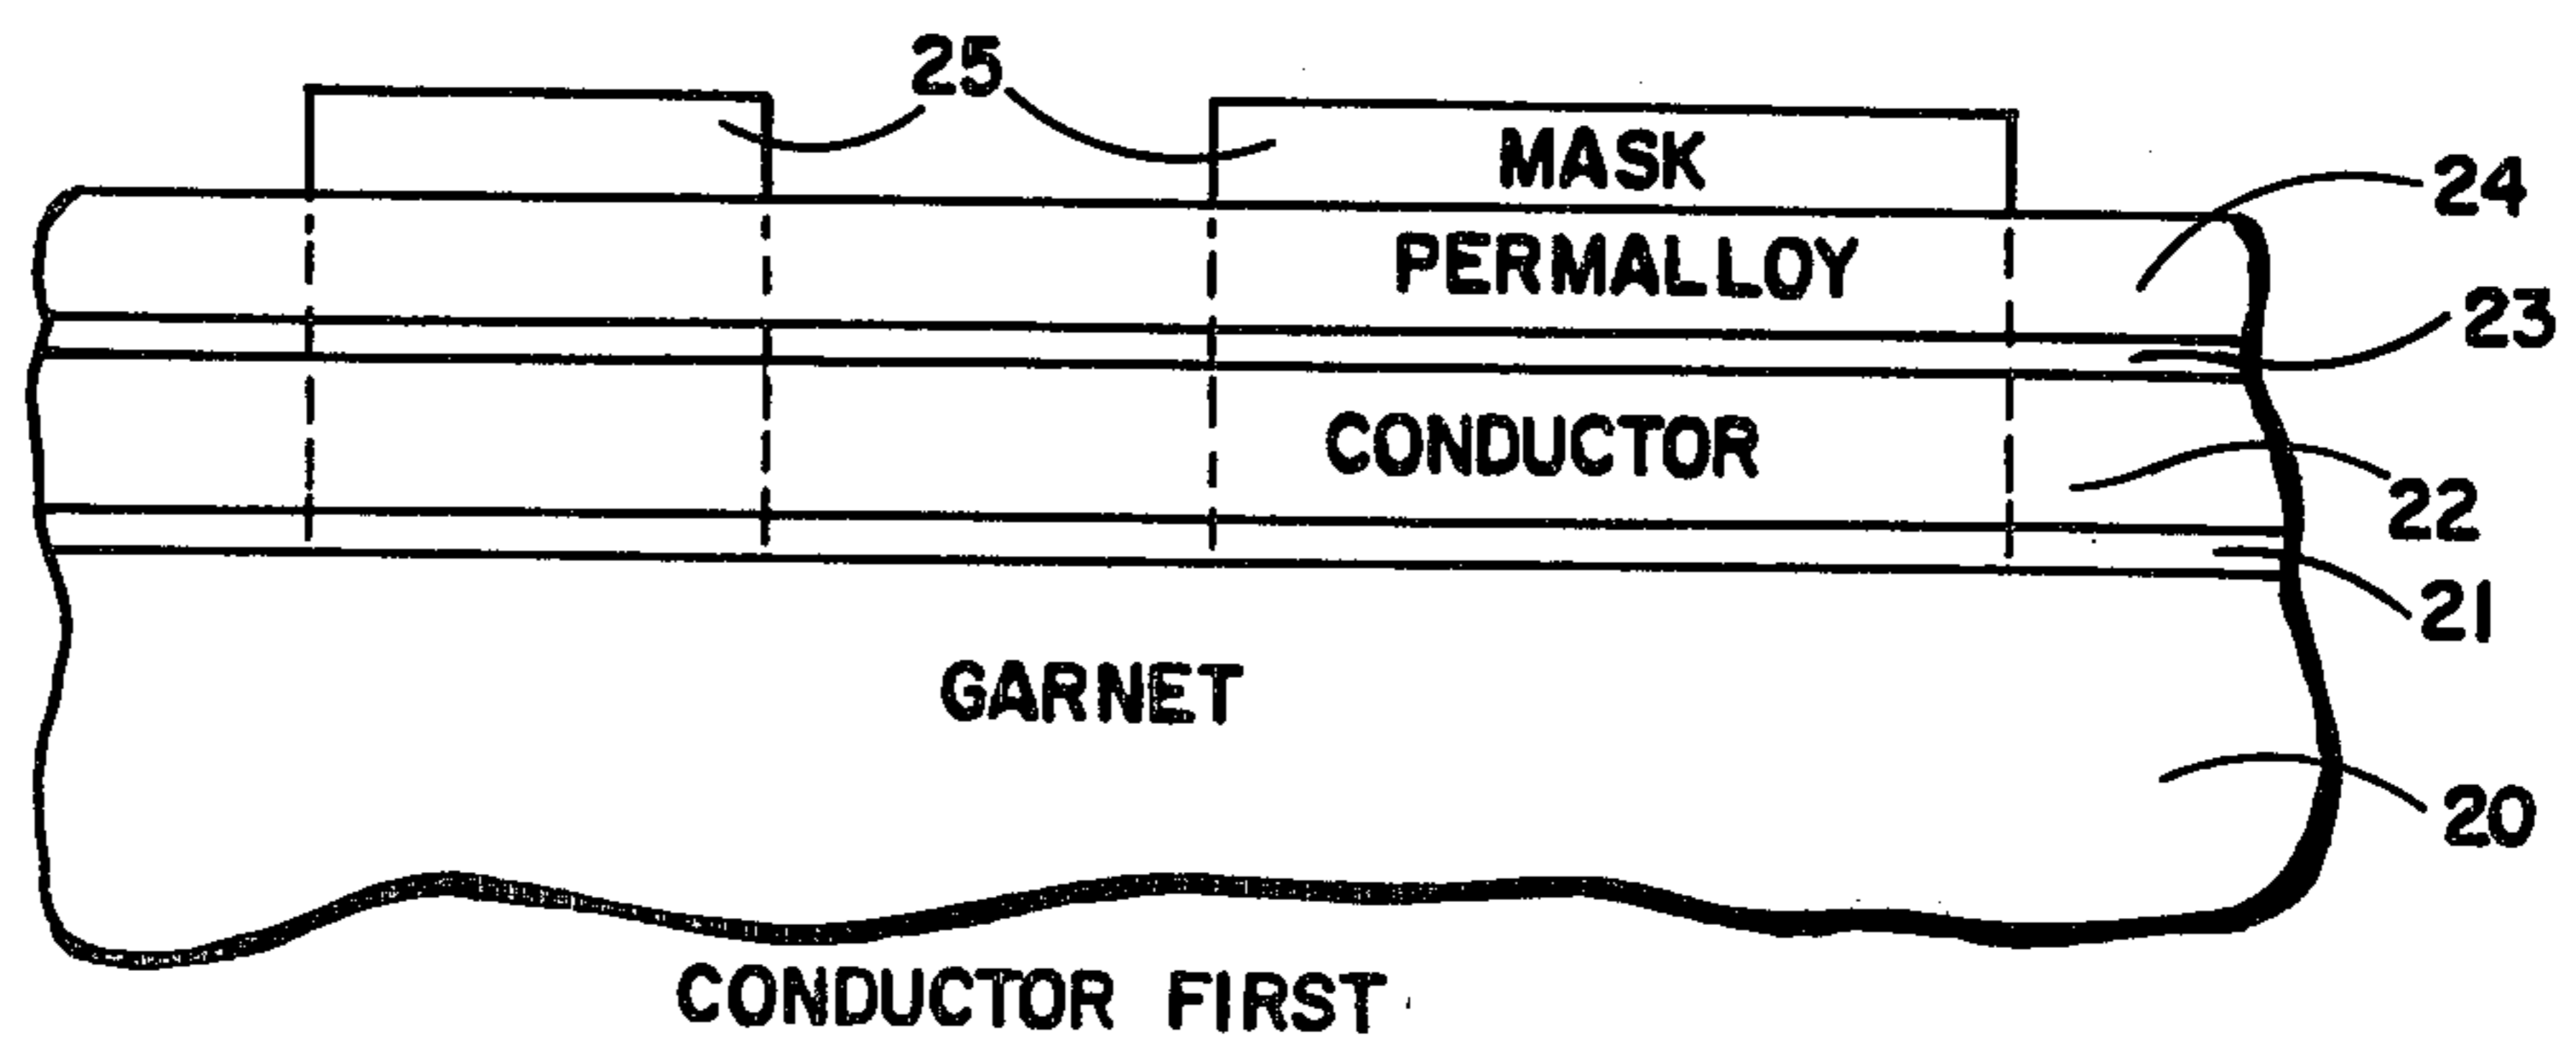 25
MASK
24
PERMALLOY
23
CONDUCTOR
22
21
GARNET
20
CONDUCTOR FIRST